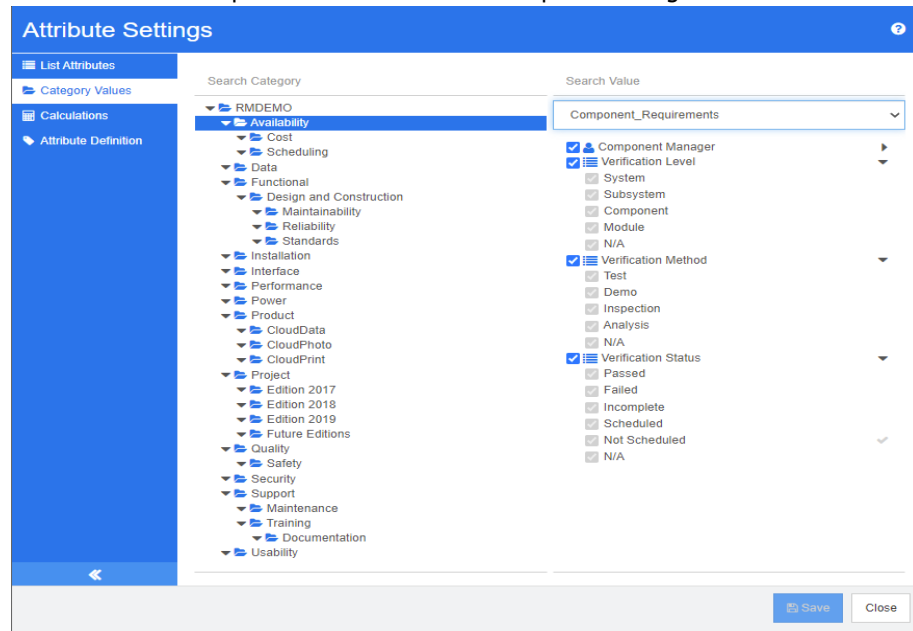 Attribute Settings
List Attributes
Category Values
Calculations
Attribute Definition
Search Category
RMDEMO
Availability
Cost
Scheduling
Data
Functional
Design and Construction
Maintainability
Reliability
Standards
Installation
Interface
Performance
Power
Product
CloudData
CloudPhoto
CloudPrint
Project
Edition 2017
Edition 2018
Edition 2019
Future Editions
Quality
Safety
Security
Support
Maintenance
Training
Documentation
Usability
Search Value
Component_Requirements
Component Manager
Verification Level
System
Subsystem
Component
Module
N/A
Verification Method
Test
Demo
Inspection
Analysis
N/A
Verification Status
Passed
Failed
Incomplete
Scheduled
Not Scheduled
N/A
Save
Close